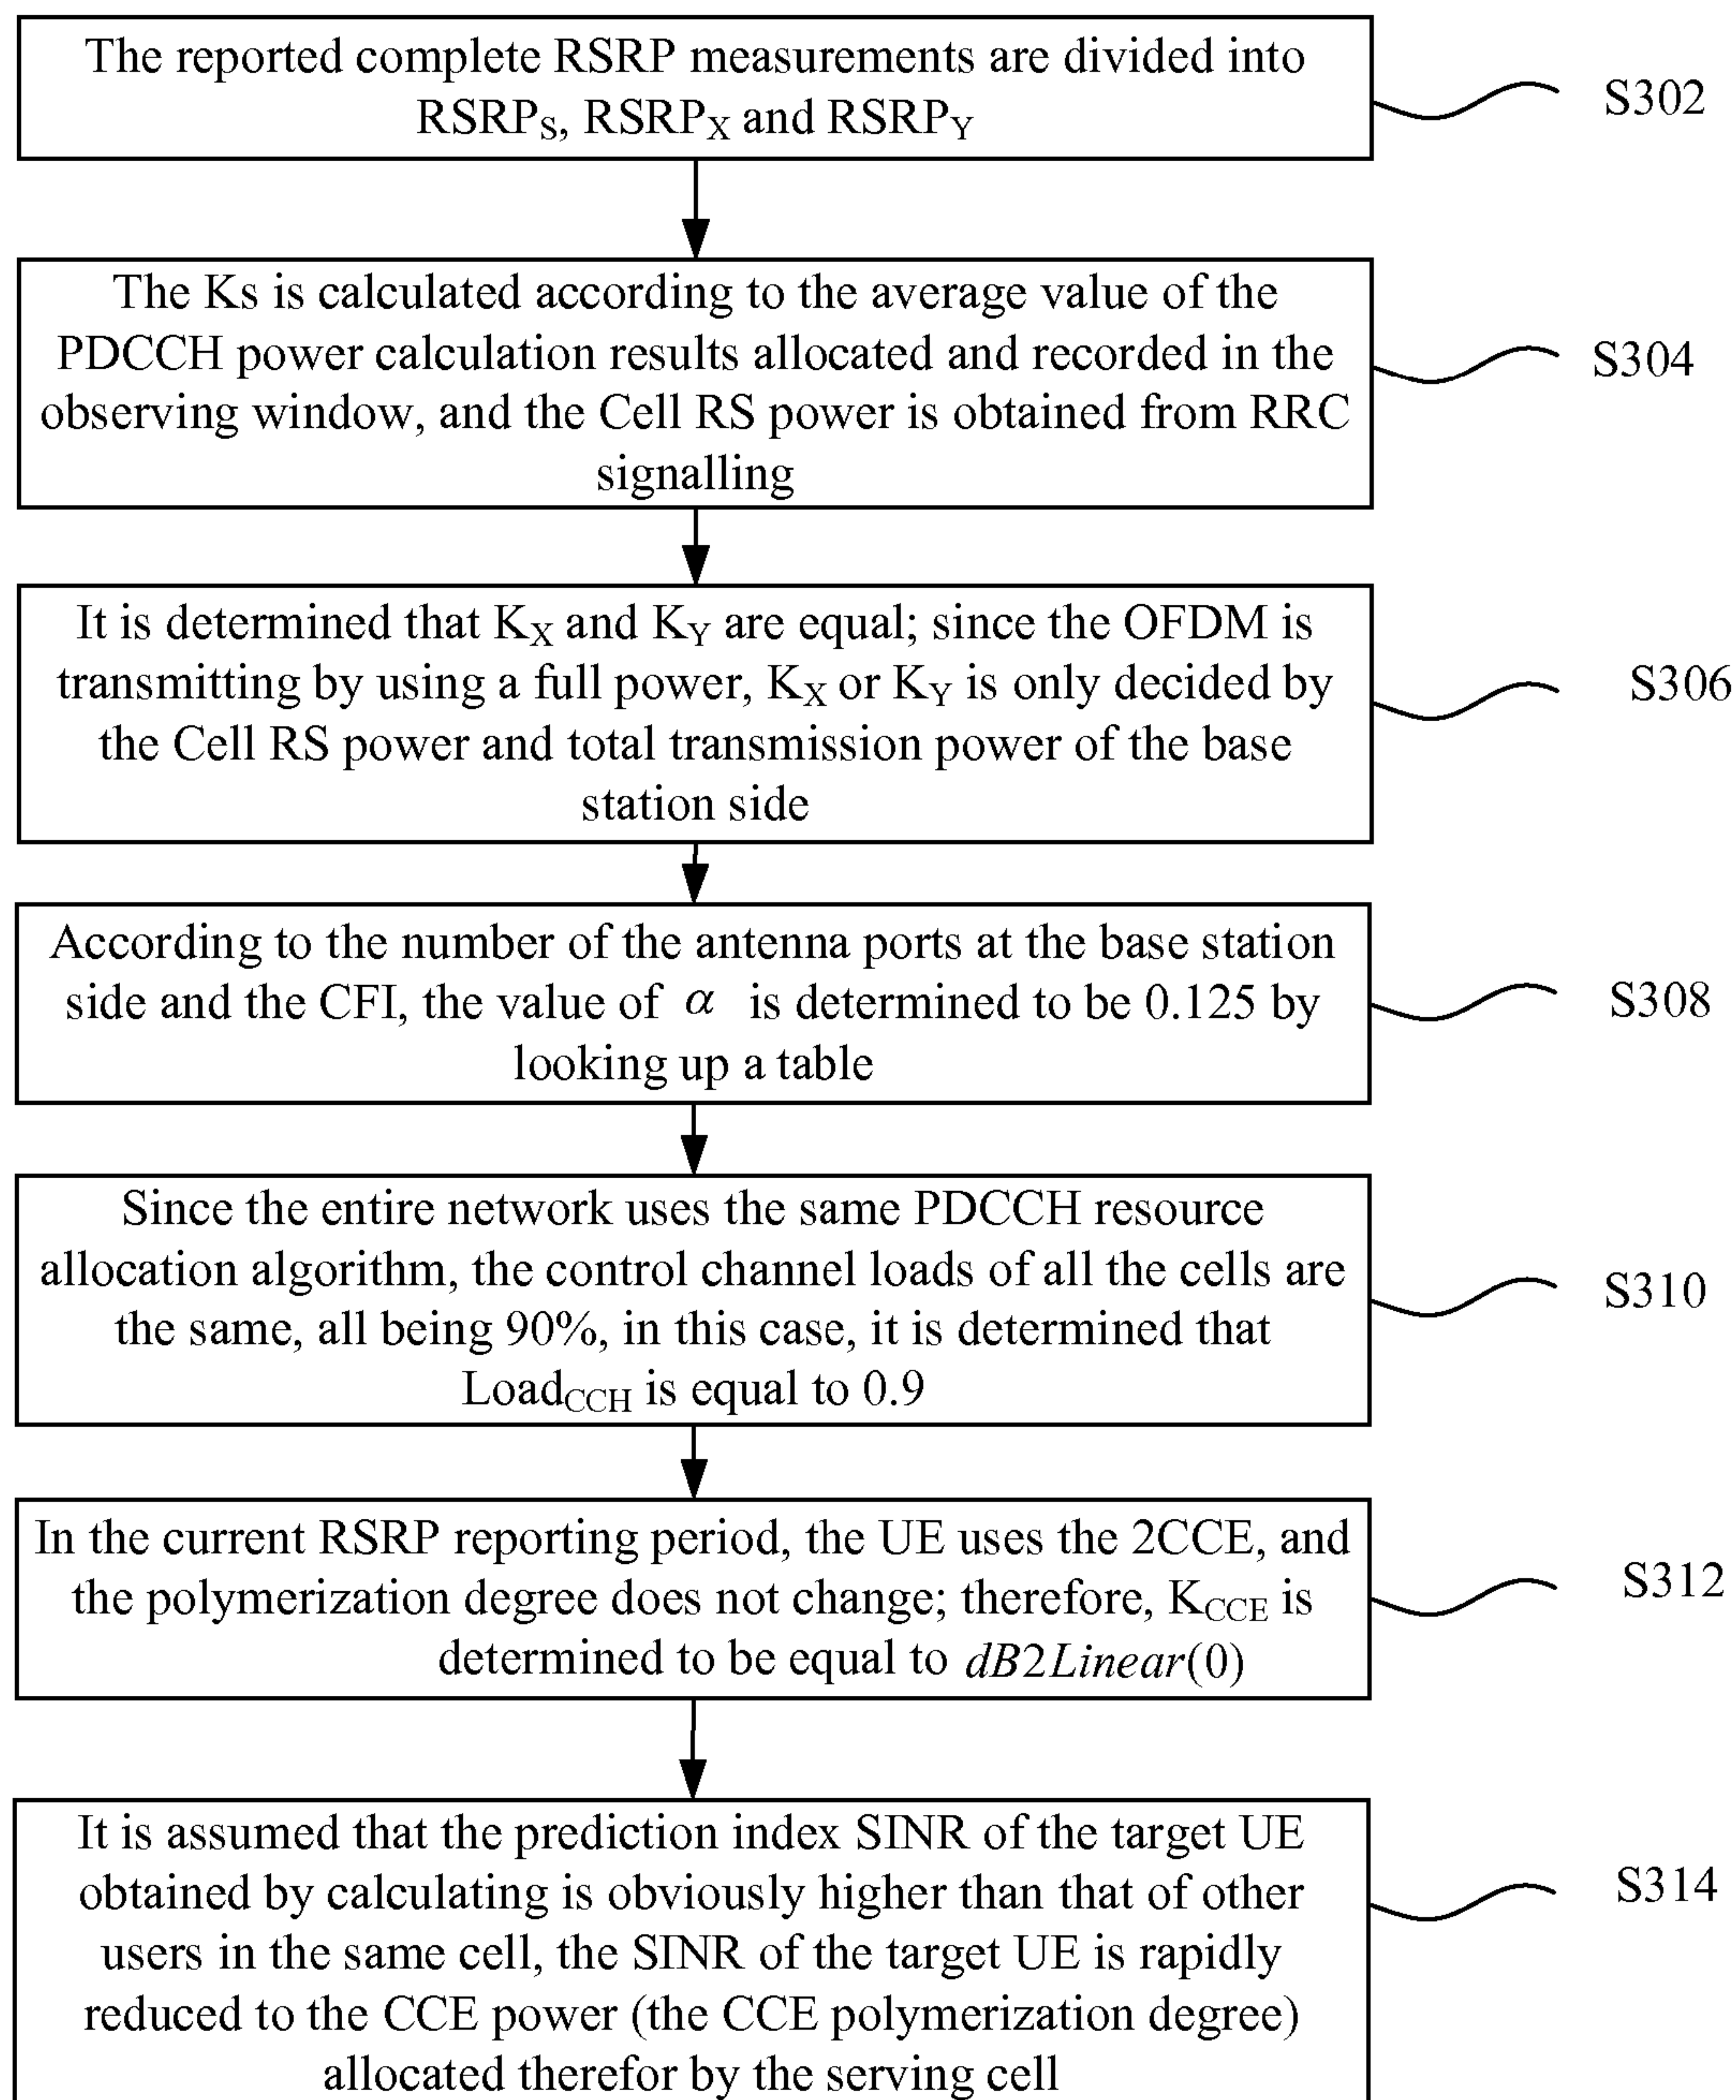 The reported complete RSRP measurements are divided into
RSRPS, RSRPX and RSRPY
S302
The Ks is calculated according to the average value of the
PDCCH power calculation results allocated and recorded in the
observing window, and the Cell RS power is obtained from RRC
signalling
S304
It is determined that KX and KY are equal; since the OFDM is
transmitting by using a full power, KX or KY is only decided by
the Cell RS power and total transmission power of the base
station side
S306
According to the number of the antenna ports at the base station
side and the CFI, the value of α is determined to be 0.125 by
looking up a table
S308
Since the entire network uses the same PDCCH resource
allocation algorithm, the control channel loads of all the cells are
the same, all being 90%, in this case, it is determined that
LoadCCH is equal to 0.9
S310
In the current RSRP reporting period, the UE uses the 2CCE, and
the polymerization degree does not change; therefore, KCCE is
determined to be equal to dB2Linear(0)
S312
It is assumed that the prediction index SINR of the target UE
obtained by calculating is obviously higher than that of other
users in the same cell, the SINR of the target UE is rapidly
reduced to the CCE power (the CCE polymerization degree)
allocated therefor by the serving cell
S314